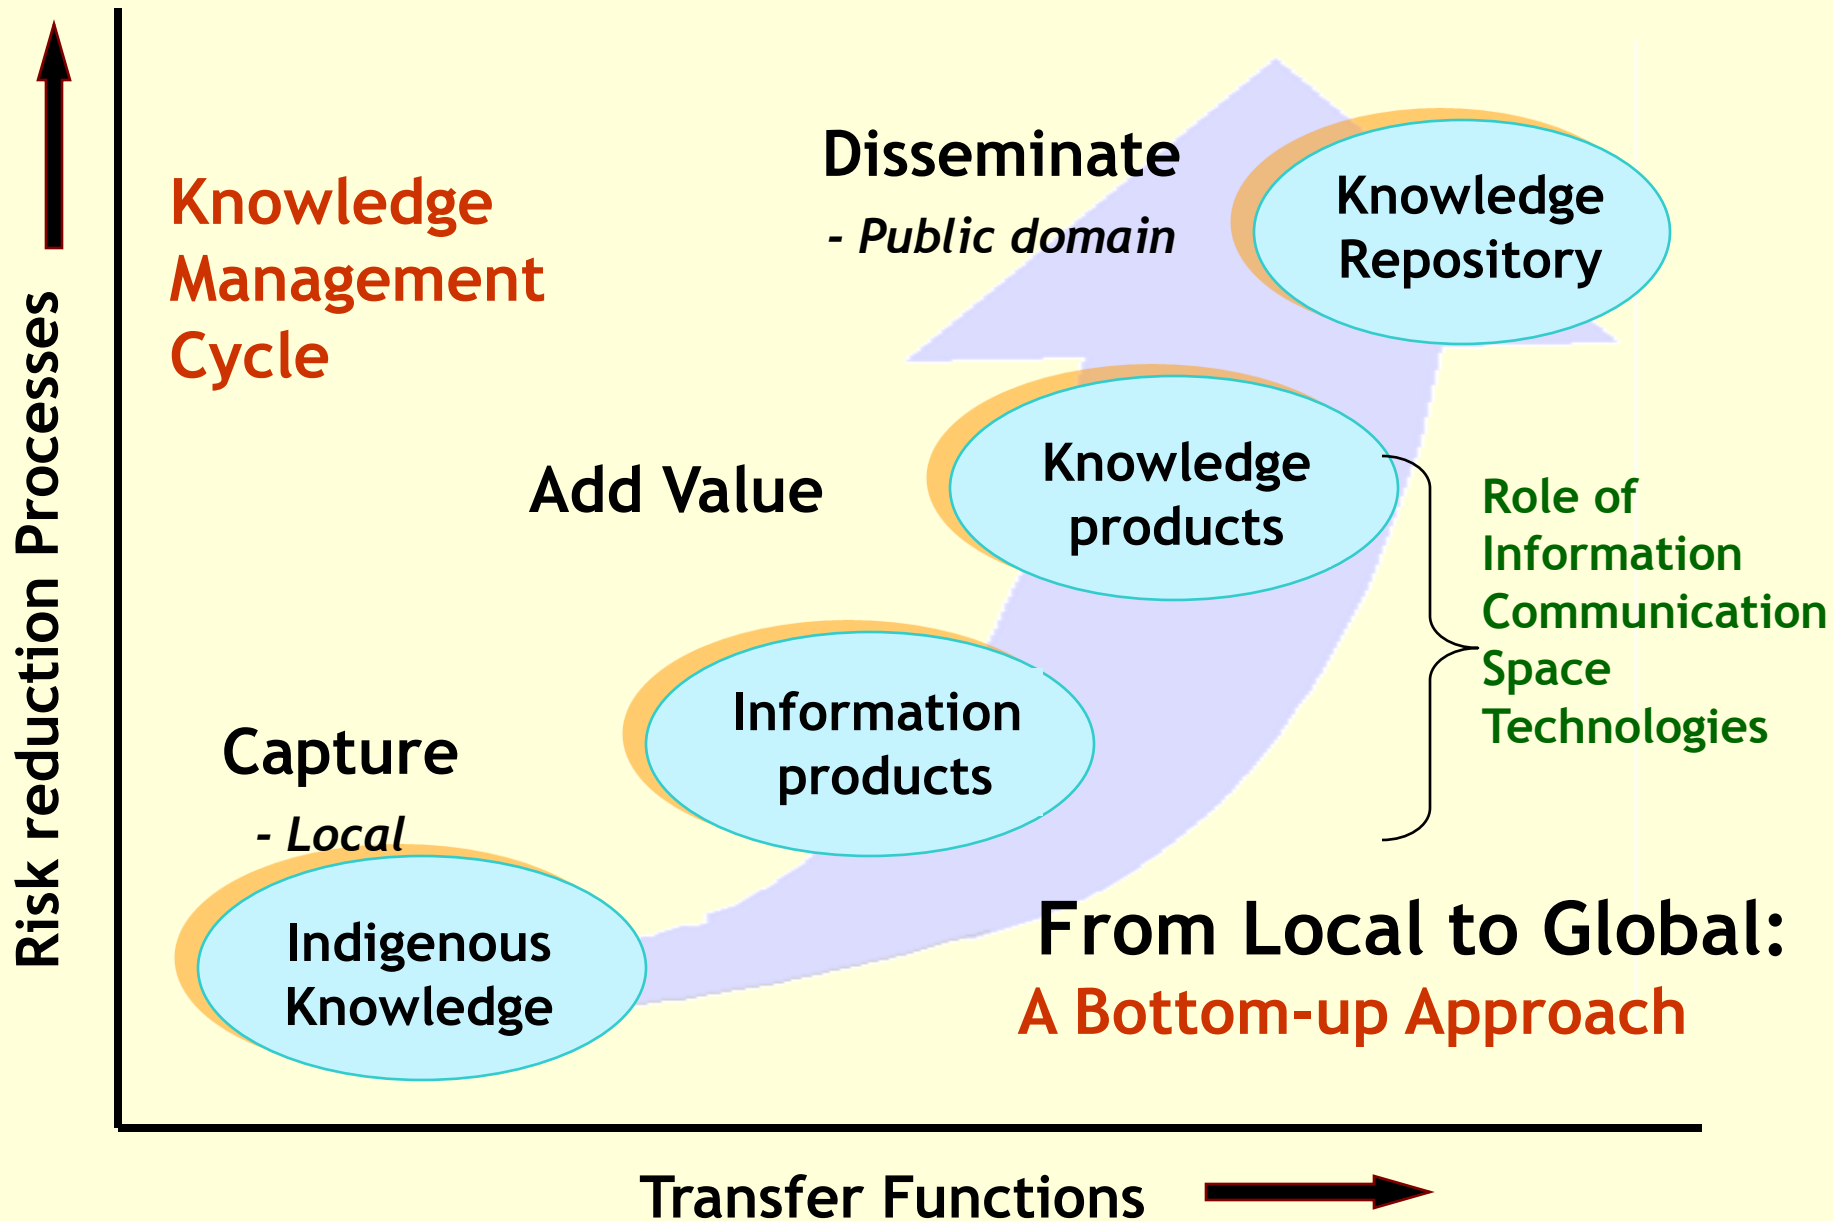 Knowledge
Management
Cycle
Disseminate
- Public domain
Knowledge
Repository
Add Value
Knowledge
products
Role of
Information
Communication
Space
Technologies
Information
products
Capture
- Local
Indigenous
Knowledge
From Local to Global:
A Bottom-up Approach
Risk reduction Processes
Transfer Functions